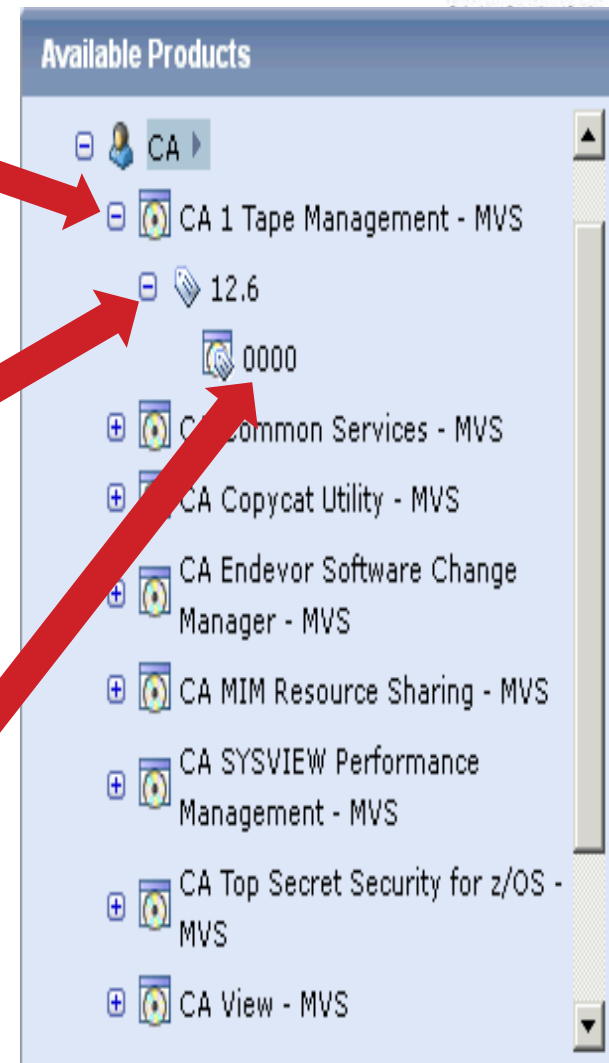 Available Products
CA
CA 1 Tape Management - MVS
12.6
0000
Common Services - MVS
CA Copycat Utility - MVS
CA Endevor Software Change
Manager - MVS
CA MIM Resource Sharing - MVS
CA SYSVIEW Performance
Management - MVS
CA Top Secret Security for z/OS -
MVS
CA View - MVS